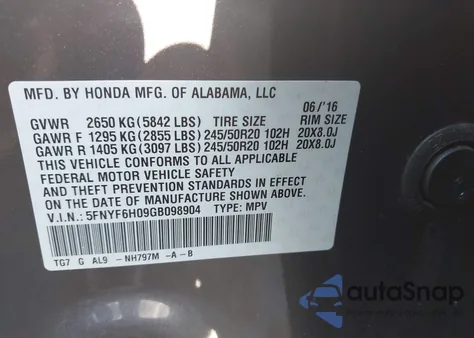 MFD. BY HONDA MFG. OF ALABAMA, LLC
06/'16
GVWR 2650 KG (5842 LBS) TIRE SIZE RIM SIZE
GAWR F 1295 KG (2855 LBS) 245/50R20 102H 20X8.0J
GAWR R 1405 KG (3097 LBS) 245/50R20 102H 20X8.0J
THIS VEHICLE CONFORMS TO ALL APPLICABLE
FEDERAL MOTOR VEHICLE SAFETY
AND THEFT PREVENTION STANDARDS IN EFFECT
ON THE DATE OF MANUFACTURE SHOWN ABOVE.
V.I.N.: 5FNYF6H09GB098904 TYPE: MPV
TG7 G AL9 -NH797M -A-B
autoSnap